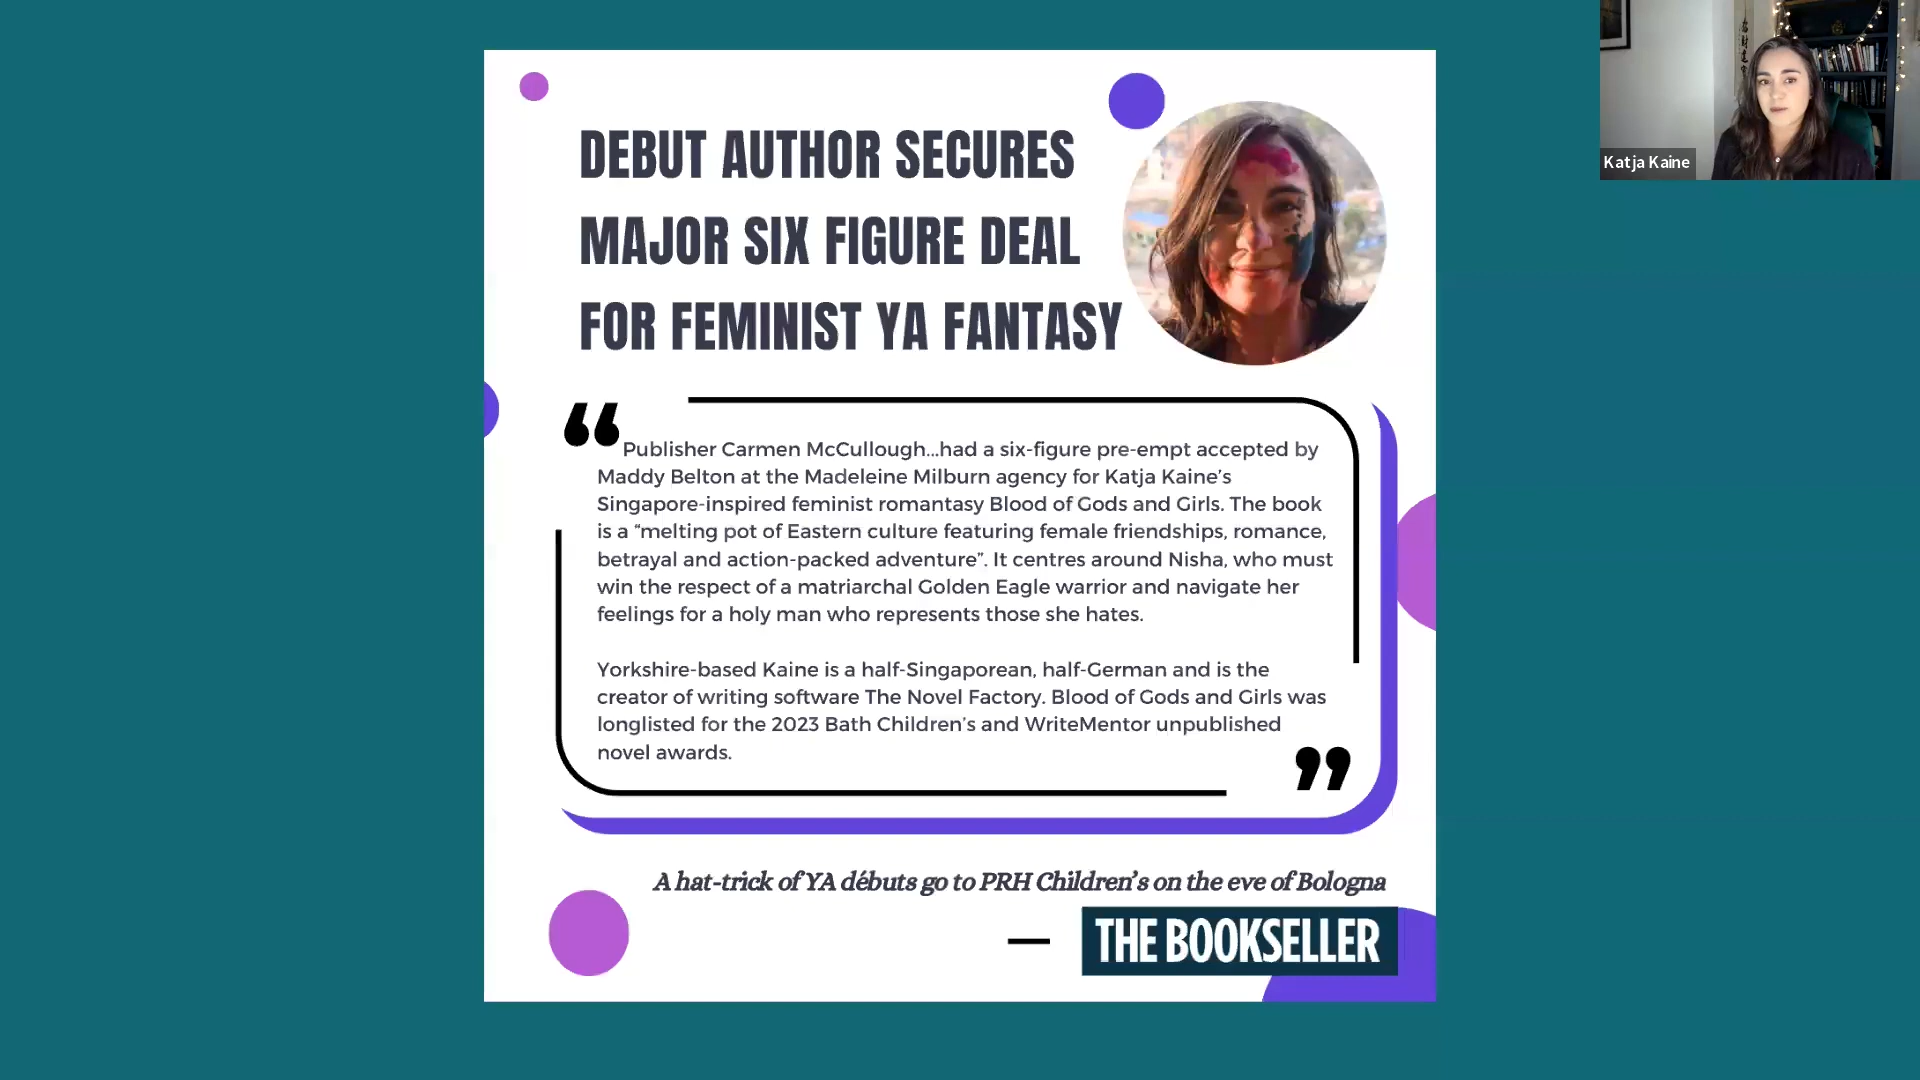 DEBUT AUTHOR SECURES
MAJOR SIX FIGURE DEAL
FOR FEMINIST YA FANTASY
Katja Kaine
“
Publisher Carmen McCullough...had a six-figure pre-empt accepted by
Maddy Belton at the Madeleine Milburn agency for Katja Kaine’s
Singapore-inspired feminist romantasy Blood of Gods and Girls. The book
is a “melting pot of Eastern culture featuring female friendships, romance,
betrayal and action-packed adventure”. It centres around Nisha, who must
win the respect of a matriarchal Golden Eagle warrior and navigate her
feelings for a holy man who represents those she hates.
Yorkshire-based Kaine is a half-Singaporean, half-German and is the
creator of writing software The Novel Factory. Blood of Gods and Girls was
longlisted for the 2023 Bath Children’s and WriteMentor unpublished
novel awards.
”
A hat-trick of YA débuts go to PRH Children’s on the eve of Bologna
— THE BOOKSELLER